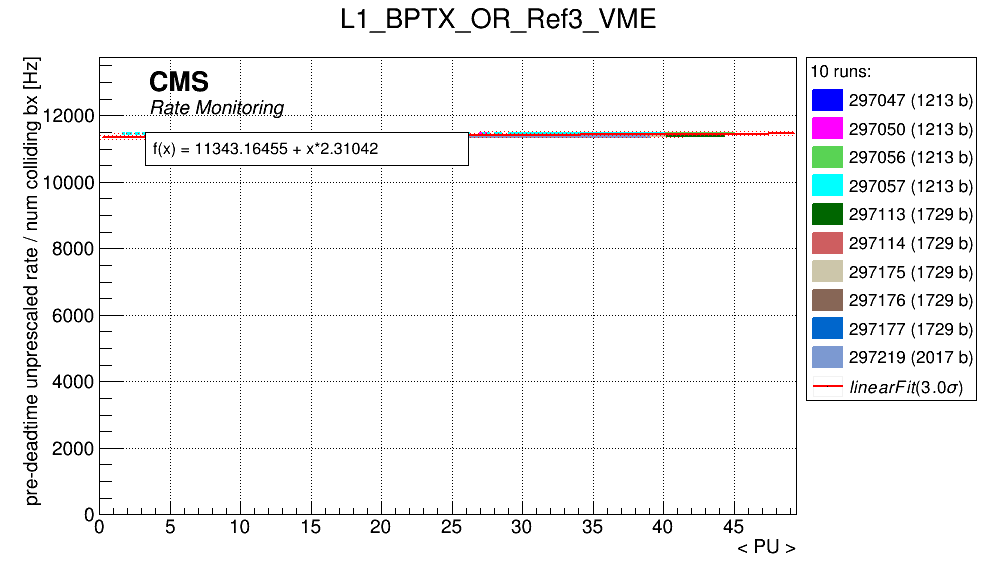 L1_BPTX_OR_Ref3_VME
pre-deadtime unprescaled rate / num colliding bx [Hz]
CMS
Rate Monitoring
f(x) = 11343.16455 + x*2.31042
12000
10000
8000
6000
4000
2000
0
0 5 10 15 20 25 30 35 40 45
< PU >
10 runs:
297047 (1213 b)
297050 (1213 b)
297056 (1213 b)
297057 (1213 b)
297113 (1729 b)
297114 (1729 b)
297175 (1729 b)
297176 (1729 b)
297177 (1729 b)
297219 (2017 b)
linearFit(3.0σ)